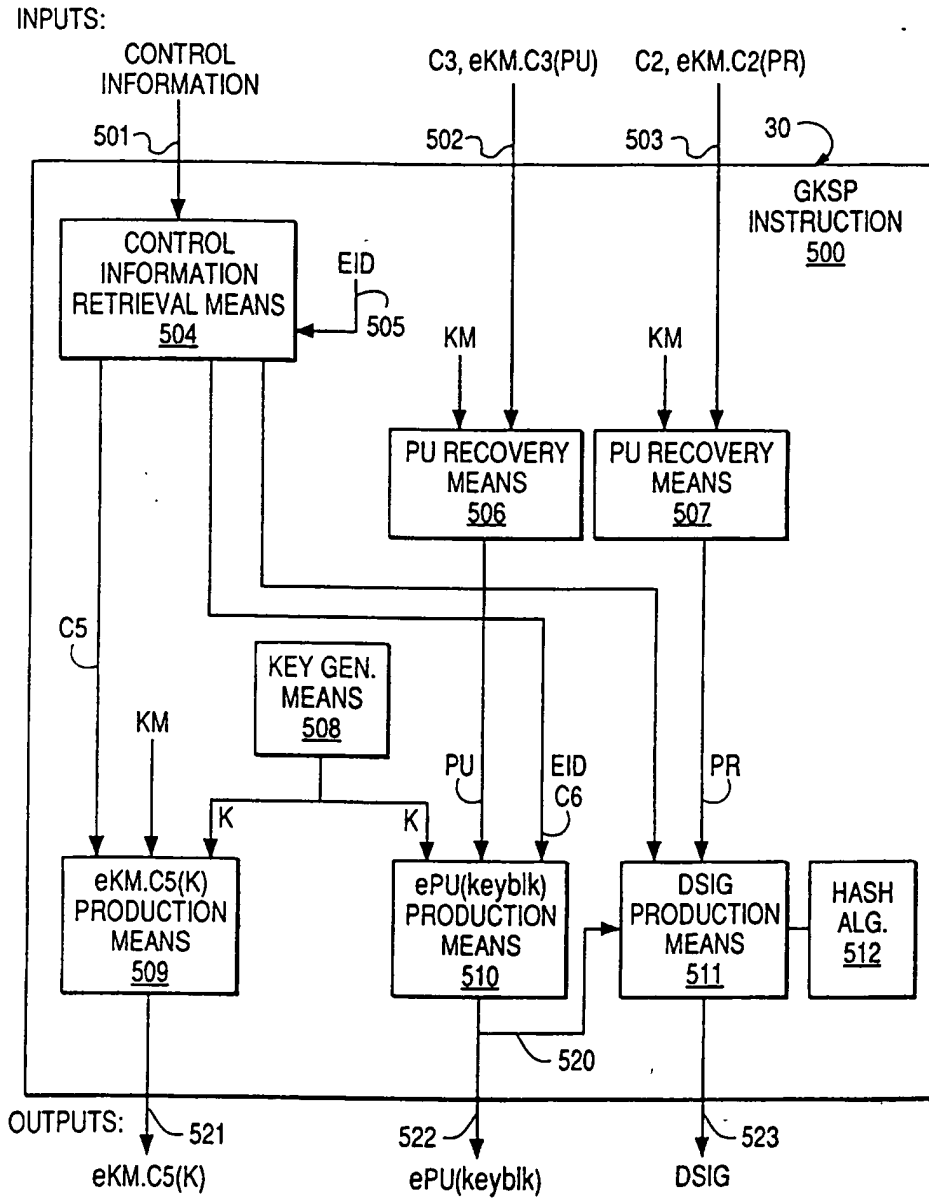 INPUTS:
CONTROL
INFORMATION
C3, eKM.C3(PU)
C2, eKM.C2(PR)
501
502
503
30
GKSP
INSTRUCTION
500
CONTROL
INFORMATION
RETRIEVAL MEANS
504
EID
505
KM
KM
PU RECOVERY
MEANS
506
PU RECOVERY
MEANS
507
C5
KEY GEN.
MEANS
508
KM
PU
EID
C6
PR
K
K
eKM.C5(K)
PRODUCTION
MEANS
509
ePU(keyblk)
PRODUCTION
MEANS
510
DSIG
PRODUCTION
MEANS
511
HASH
ALG.
512
520
OUTPUTS:
521
522
523
eKM.C5(K)
ePU(keyblk)
DSIG